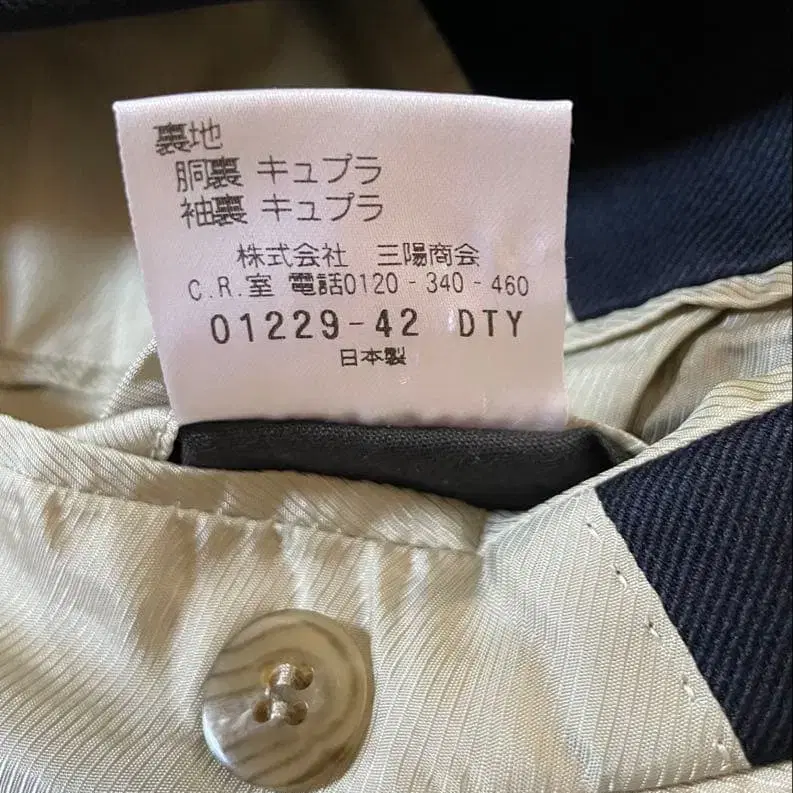 裏地
胴裏 キュプラ
袖裏 キュプラ
株式会社 三陽商会
C.R.室 電話0120-340-460
01229-42 DTY
日本製